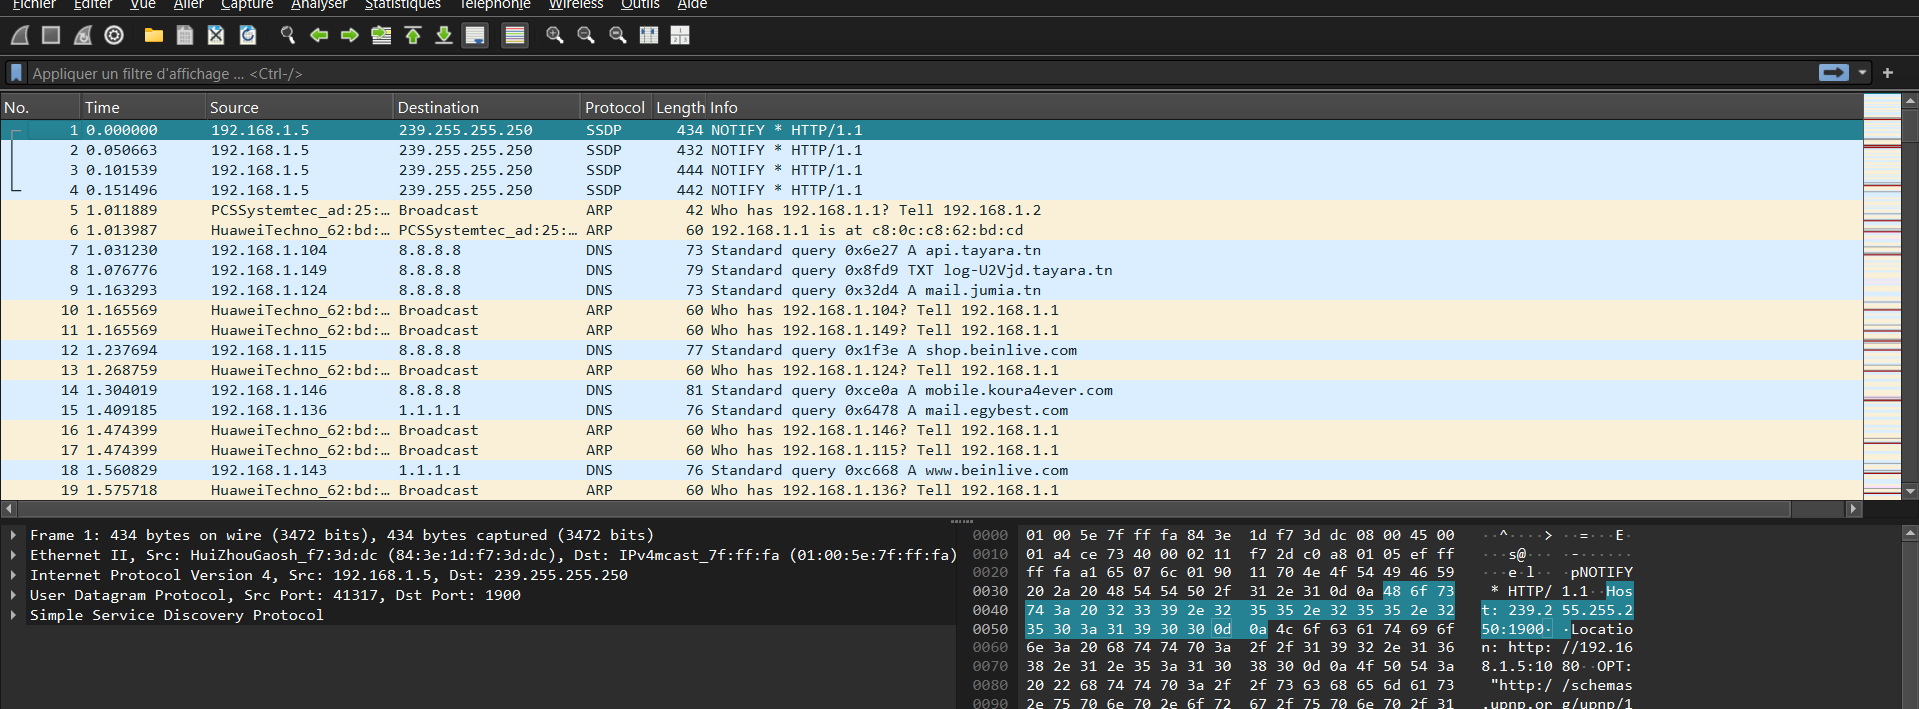 Fichier Editer Vue Aller Capture Analyser Statistiques Telephonie Wireless Outils Aide
Appliquer un filtre d'affichage … <Ctrl-/>
No. Time Source Destination Protocol Length Info
1 0.000000 192.168.1.5 239.255.255.250 SSDP 434 NOTIFY * HTTP/1.1
2 0.050663 192.168.1.5 239.255.255.250 SSDP 432 NOTIFY * HTTP/1.1
3 0.101539 192.168.1.5 239.255.255.250 SSDP 444 NOTIFY * HTTP/1.1
4 0.151496 192.168.1.5 239.255.255.250 SSDP 442 NOTIFY * HTTP/1.1
5 1.011889 PCSSystemtec_ad:25:… Broadcast ARP 42 Who has 192.168.1.1? Tell 192.168.1.2
6 1.013987 HuaweiTechno_62:bd:… PCSSystemtec_ad:25:… ARP 60 192.168.1.1 is at c8:0c:c8:62:bd:cd
7 1.031230 192.168.1.104 8.8.8.8 DNS 73 Standard query 0x6e27 A api.tayara.tn
8 1.076776 192.168.1.149 8.8.8.8 DNS 79 Standard query 0x8fd9 TXT log-U2Vjd.tayara.tn
9 1.163293 192.168.1.124 8.8.8.8 DNS 73 Standard query 0x32d4 A mail.jumia.tn
10 1.165569 HuaweiTechno_62:bd:… Broadcast ARP 60 Who has 192.168.1.104? Tell 192.168.1.1
11 1.165569 HuaweiTechno_62:bd:… Broadcast ARP 60 Who has 192.168.1.149? Tell 192.168.1.1
12 1.237694 192.168.1.115 8.8.8.8 DNS 77 Standard query 0x1f3e A shop.beinlive.com
13 1.268759 HuaweiTechno_62:bd:… Broadcast ARP 60 Who has 192.168.1.124? Tell 192.168.1.1
14 1.304019 192.168.1.146 8.8.8.8 DNS 81 Standard query 0xce0a A mobile.koura4ever.com
15 1.409185 192.168.1.136 1.1.1.1 DNS 76 Standard query 0x6478 A mail.egybest.com
16 1.474399 HuaweiTechno_62:bd:… Broadcast ARP 60 Who has 192.168.1.146? Tell 192.168.1.1
17 1.474399 HuaweiTechno_62:bd:… Broadcast ARP 60 Who has 192.168.1.115? Tell 192.168.1.1
18 1.560829 192.168.1.143 1.1.1.1 DNS 76 Standard query 0xc668 A www.beinlive.com
19 1.575718 HuaweiTechno_62:bd:… Broadcast ARP 60 Who has 192.168.1.136? Tell 192.168.1.1
Frame 1: 434 bytes on wire (3472 bits), 434 bytes captured (3472 bits)
Ethernet II, Src: HuiZhouGaosh_f7:3d:dc (84:3e:1d:f7:3d:dc), Dst: IPv4mcast_7f:ff:fa (01:00:5e:7f:ff:fa)
Internet Protocol Version 4, Src: 192.168.1.5, Dst: 239.255.255.250
User Datagram Protocol, Src Port: 41317, Dst Port: 1900
Simple Service Discovery Protocol
0000 01 00 5e 7f ff fa 84 3e 1d f7 3d dc 08 00 45 00 ··^····> ··=···E·
0010 01 a4 ce 73 40 00 02 11 f7 2d c0 a8 01 05 ef ff ···s@··· ·-······
0020 ff fa a1 65 07 6c 01 90 11 70 4e 4f 54 49 46 59 ···e·l·· ·pNOTIFY
0030 20 2a 20 48 54 54 50 2f 31 2e 31 0d 0a 48 6f 73 * HTTP/ 1.1··Hos
0040 74 3a 20 32 33 39 2e 32 35 35 2e 32 35 35 2e 32 t: 239.2 55.255.2
0050 35 30 3a 31 39 30 30 0d 0a 4c 6f 63 61 74 69 6f 50:1900· ·Locatio
0060 6e 3a 20 68 74 74 70 3a 2f 2f 31 39 32 2e 31 36 n: http: //192.16
0070 38 2e 31 2e 35 3a 31 30 38 30 0d 0a 4f 50 54 3a 8.1.5:10 80··OPT:
0080 20 22 68 74 74 70 3a 2f 2f 73 63 68 65 6d 61 73 "http:/ /schemas
0090 2e 75 70 6e 70 2e 6f 72 67 2f 75 70 6e 70 2f 31 .upnp.or g/upnp/1